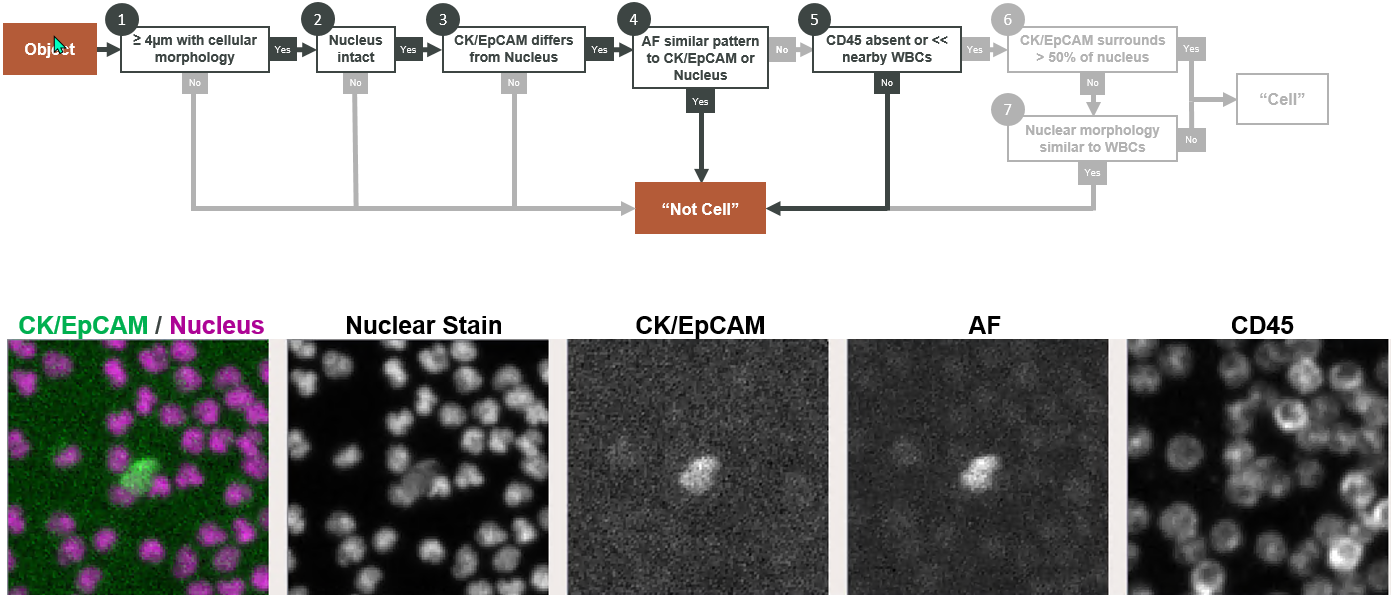 1
2
3
4
5
6
7
Object
≥ 4µm with cellular
morphology
Yes
No
Nucleus
intact
Yes
No
CK/EpCAM differs
from Nucleus
Yes
No
AF similar pattern
to CK/EpCAM or
Nucleus
No
Yes
CD45 absent or <<
nearby WBCs
Yes
No
CK/EpCAM surrounds
> 50% of nucleus
Yes
No
Nuclear morphology
similar to WBCs
No
Yes
“Cell”
“Not Cell”
CK/EpCAM / Nucleus
Nuclear Stain
CK/EpCAM
AF
CD45